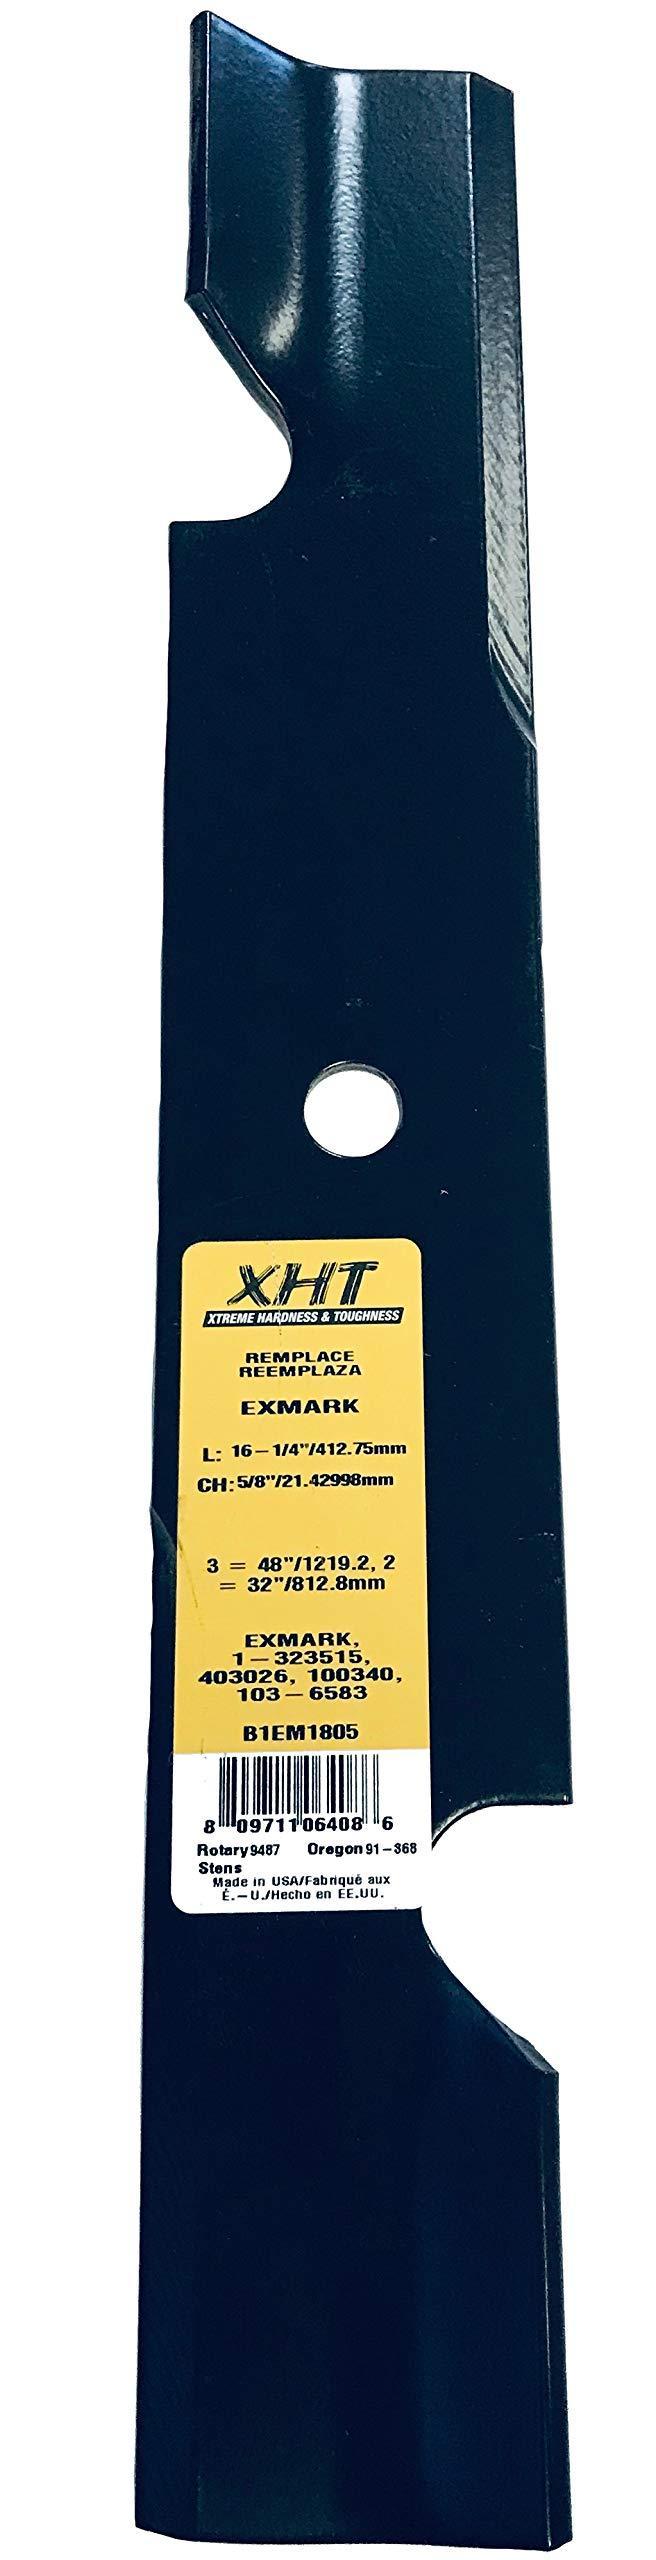 XHT
XTREME HARDNESS & TOUGHNESS
REMPLACE
REEMPLAZA
EXMARK
L: 16-1/4"/412.75mm
CH: 5/8"/21.42998mm
3 = 48"/1219.2, 2
= 32"/812.8mm
EXMARK,
1-323515,
403026, 100340,
103-6583
B1EM1805
8 09711 06408 6
Rotary 9487 Oregon 91-368
Stens
Made in USA/Fabriqué aux
É.-U./Hecho en EE.UU.